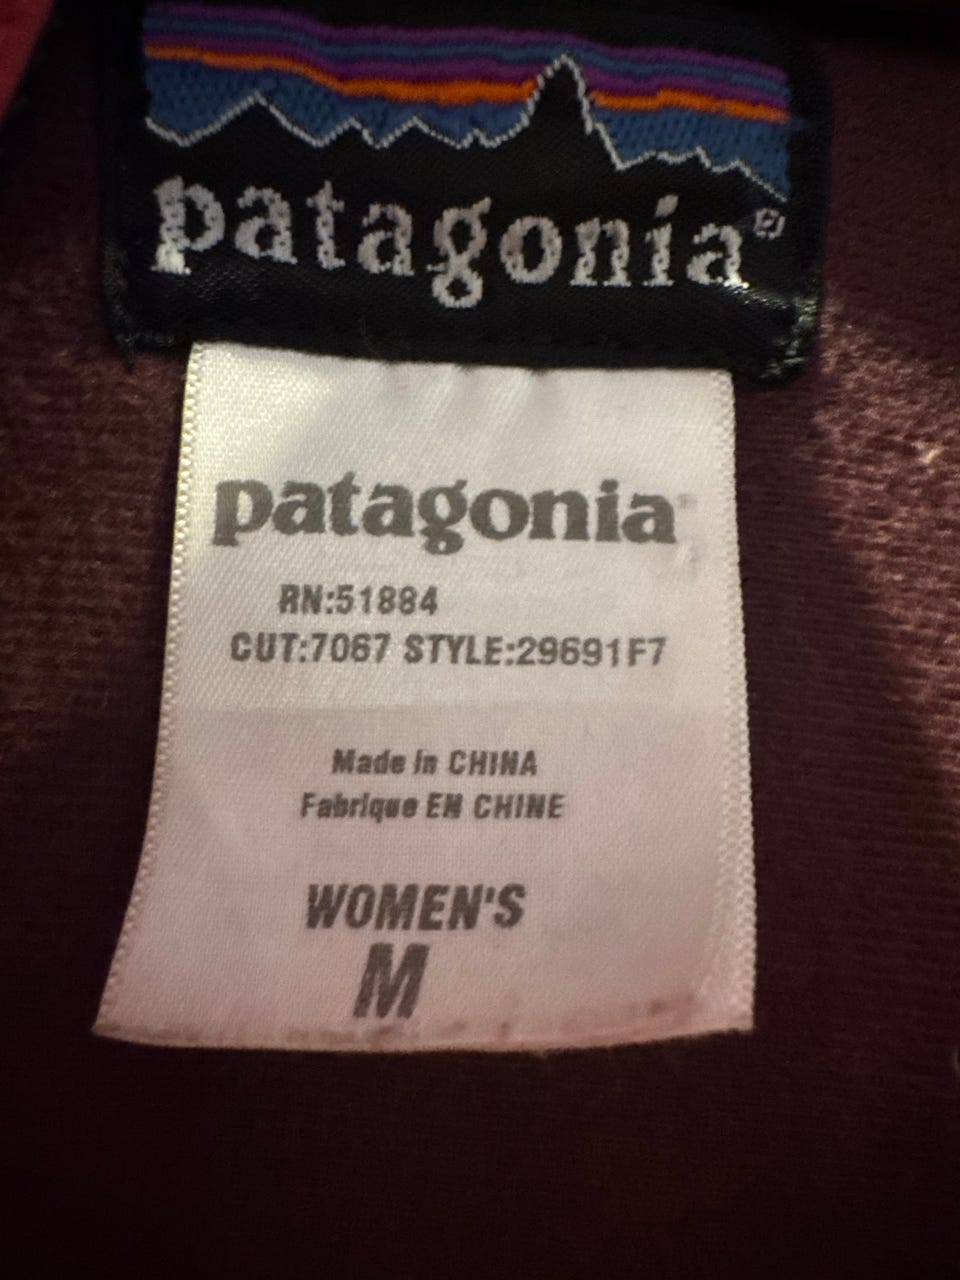 patagonia®
patagonia
RN:51884
CUT:7067 STYLE:29691F7
Made in CHINA
Fabrique EN CHINE
WOMEN'S
M